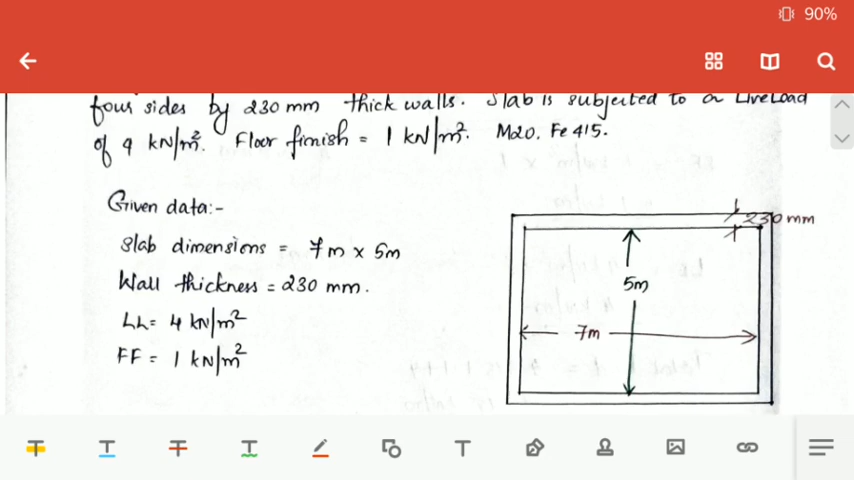 90%
four sides by 230 mm thick walls. Slab is subjected to a Liveload
of 4 kN/m². Floor finish = 1 kN/m². M20. Fe 415.
Given data:-
Slab dimensions = 7m x 5m
Wall thickness = 230 mm.
LL = 4 kN/m²
FF = 1 kN/m²
230 mm
5m
7m